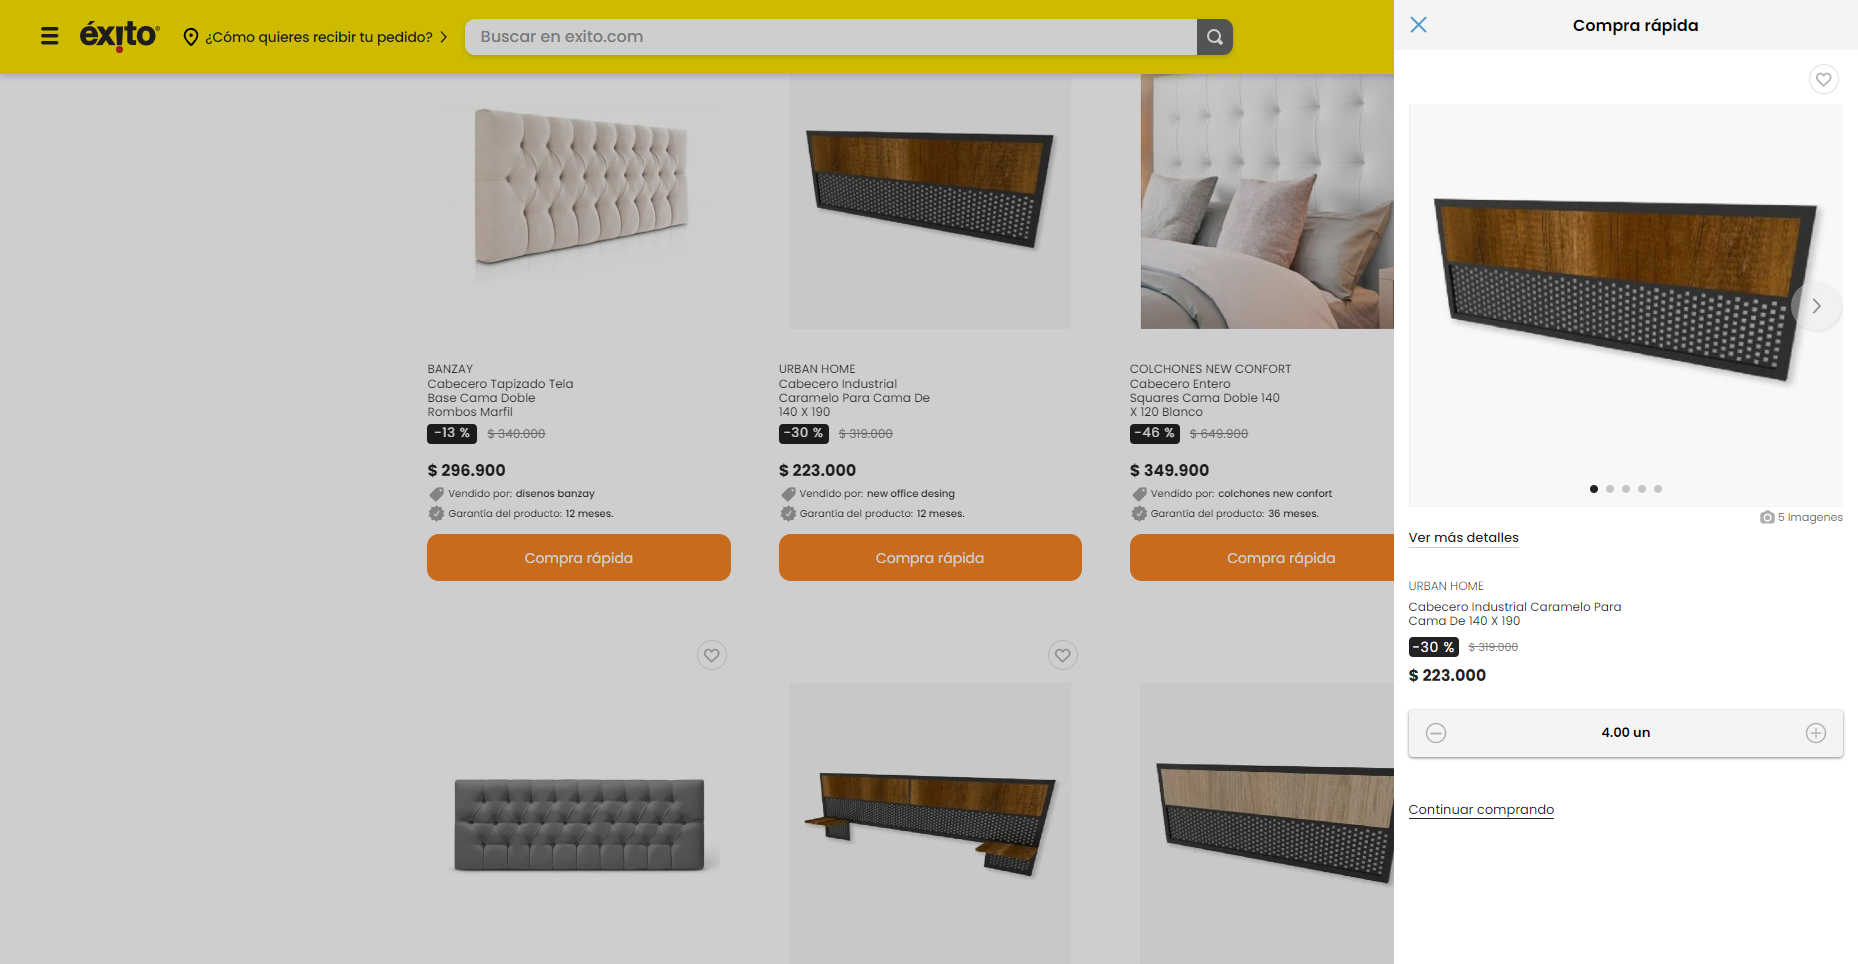 éxito
¿Cómo quieres recibir tu pedido?
Buscar en exito.com
BANZAY
Cabecero Tapizado Tela
Base Cama Doble
Rombos Marfil
-13 % $ 340.000
$ 296.900
Vendido por: disenos banzay
Garantía del producto: 12 meses.
Compra rápida
URBAN HOME
Cabecero Industrial
Caramelo Para Cama De
140 X 190
-30 % $ 319.000
$ 223.000
Vendido por: new office desing
Garantía del producto: 12 meses.
Compra rápida
COLCHONES NEW CONFORT
Cabecero Entero
Squares Cama Doble 140
X 120 Blanco
-46 % $ 649.900
$ 349.900
Vendido por: colchones new confort
Garantía del producto: 36 meses.
Compra rápida
Compra rápida
5 Imagenes
Ver más detalles
URBAN HOME
Cabecero Industrial Caramelo Para
Cama De 140 X 190
-30 % $ 319.000
$ 223.000
4.00 un
Continuar comprando